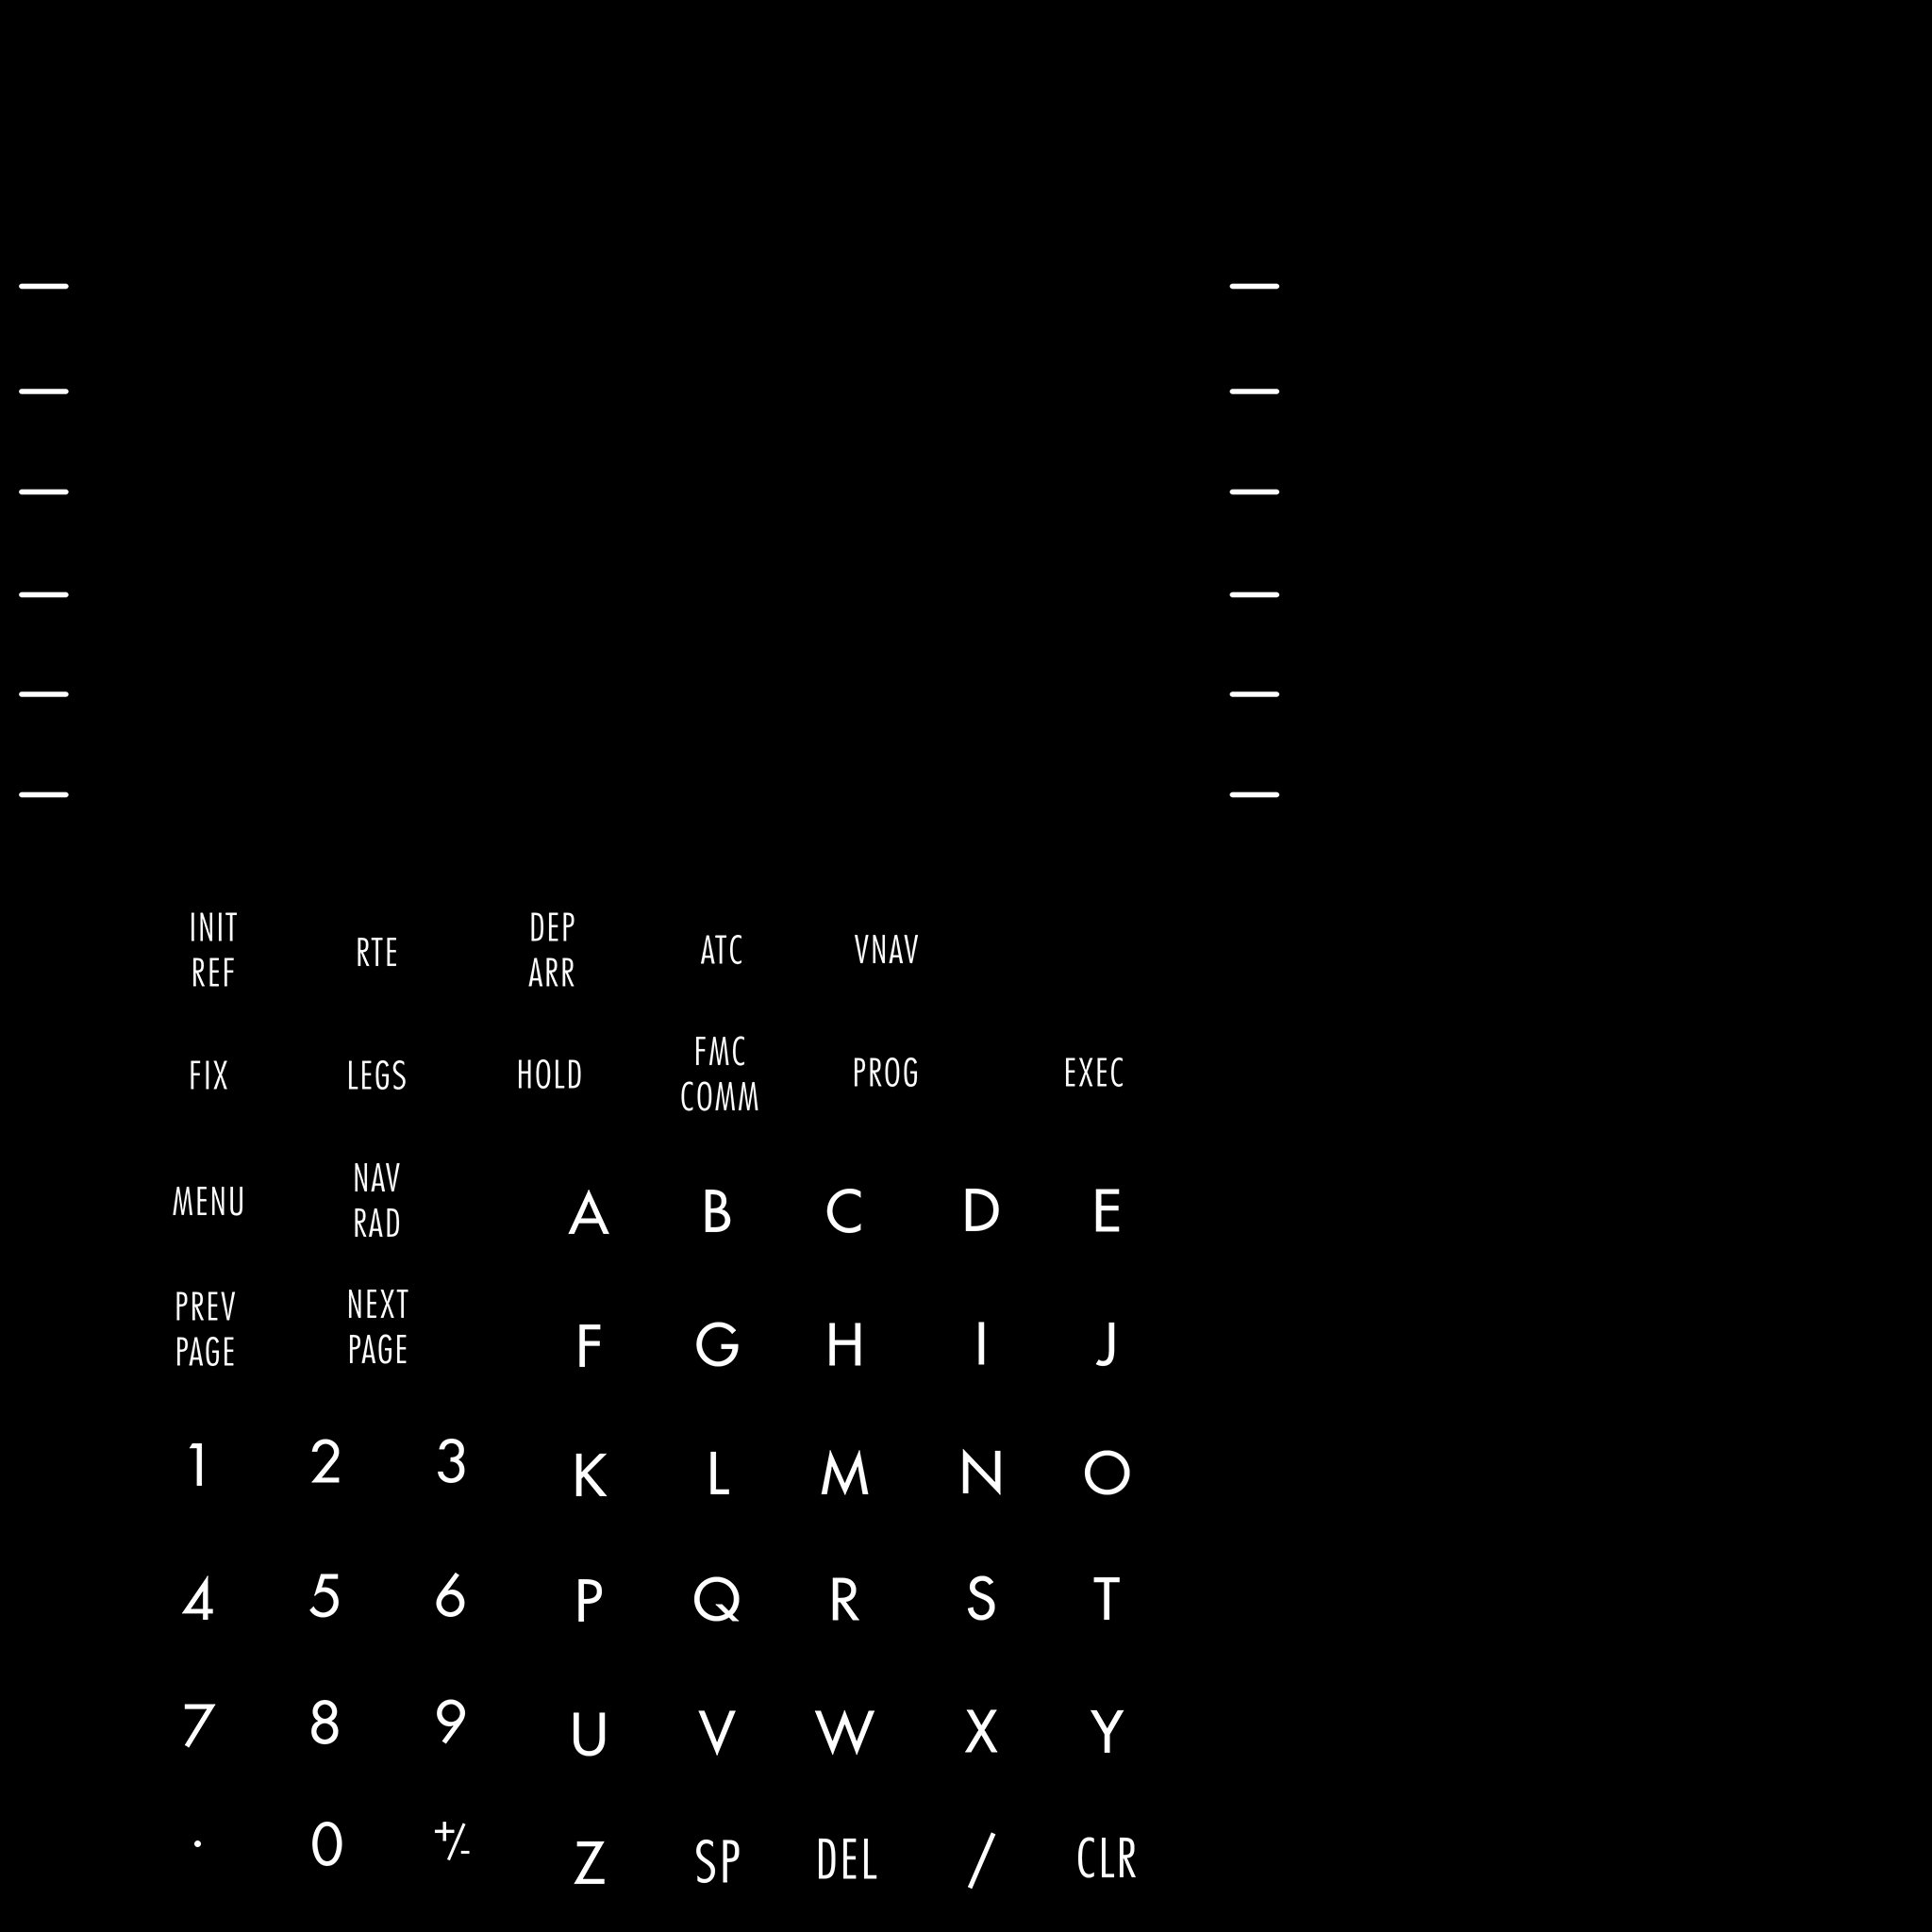 INIT REF
RTE
DEP ARR
ATC
VNAV
FIX
LEGS
HOLD
FMC COMM
PROG
EXEC
MENU
NAV RAD
A B C D E
PREV PAGE
NEXT PAGE
F G H I J
1 2 3
K L M N O
4 5 6
P Q R S T
7 8 9
U V W X Y
. 0 +/-
Z SP DEL / CLR